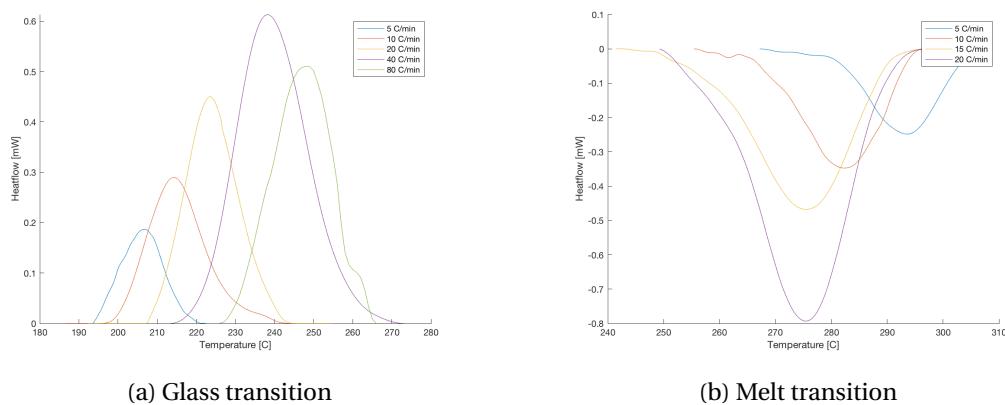 0.6
0.5
0.4
0.3
0.2
0.1
0
Heatflow [mW]
180 190 200 210 220 230 240 250 260 270 280
Temperature [C]
5 C/min
10 C/min
20 C/min
40 C/min
80 C/min
(a) Glass transition
0.1
0
-0.1
-0.2
-0.3
-0.4
-0.5
-0.6
-0.7
-0.8
Heatflow [mW]
240 250 260 270 280 290 300 310
Temperature [C]
5 C/min
10 C/min
15 C/min
20 C/min
(b) Melt transition